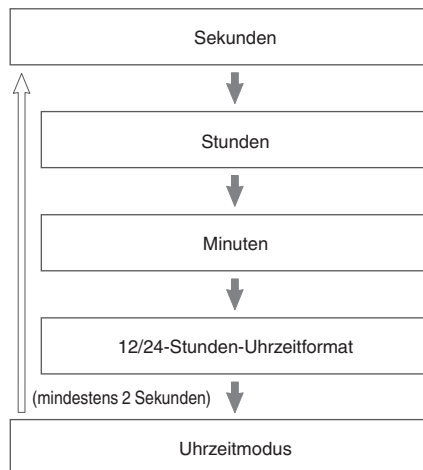 Sekunden
Stunden
Minuten
12/24-Stunden-Uhrzeitformat
(mindestens 2 Sekunden)
Uhrzeitmodus